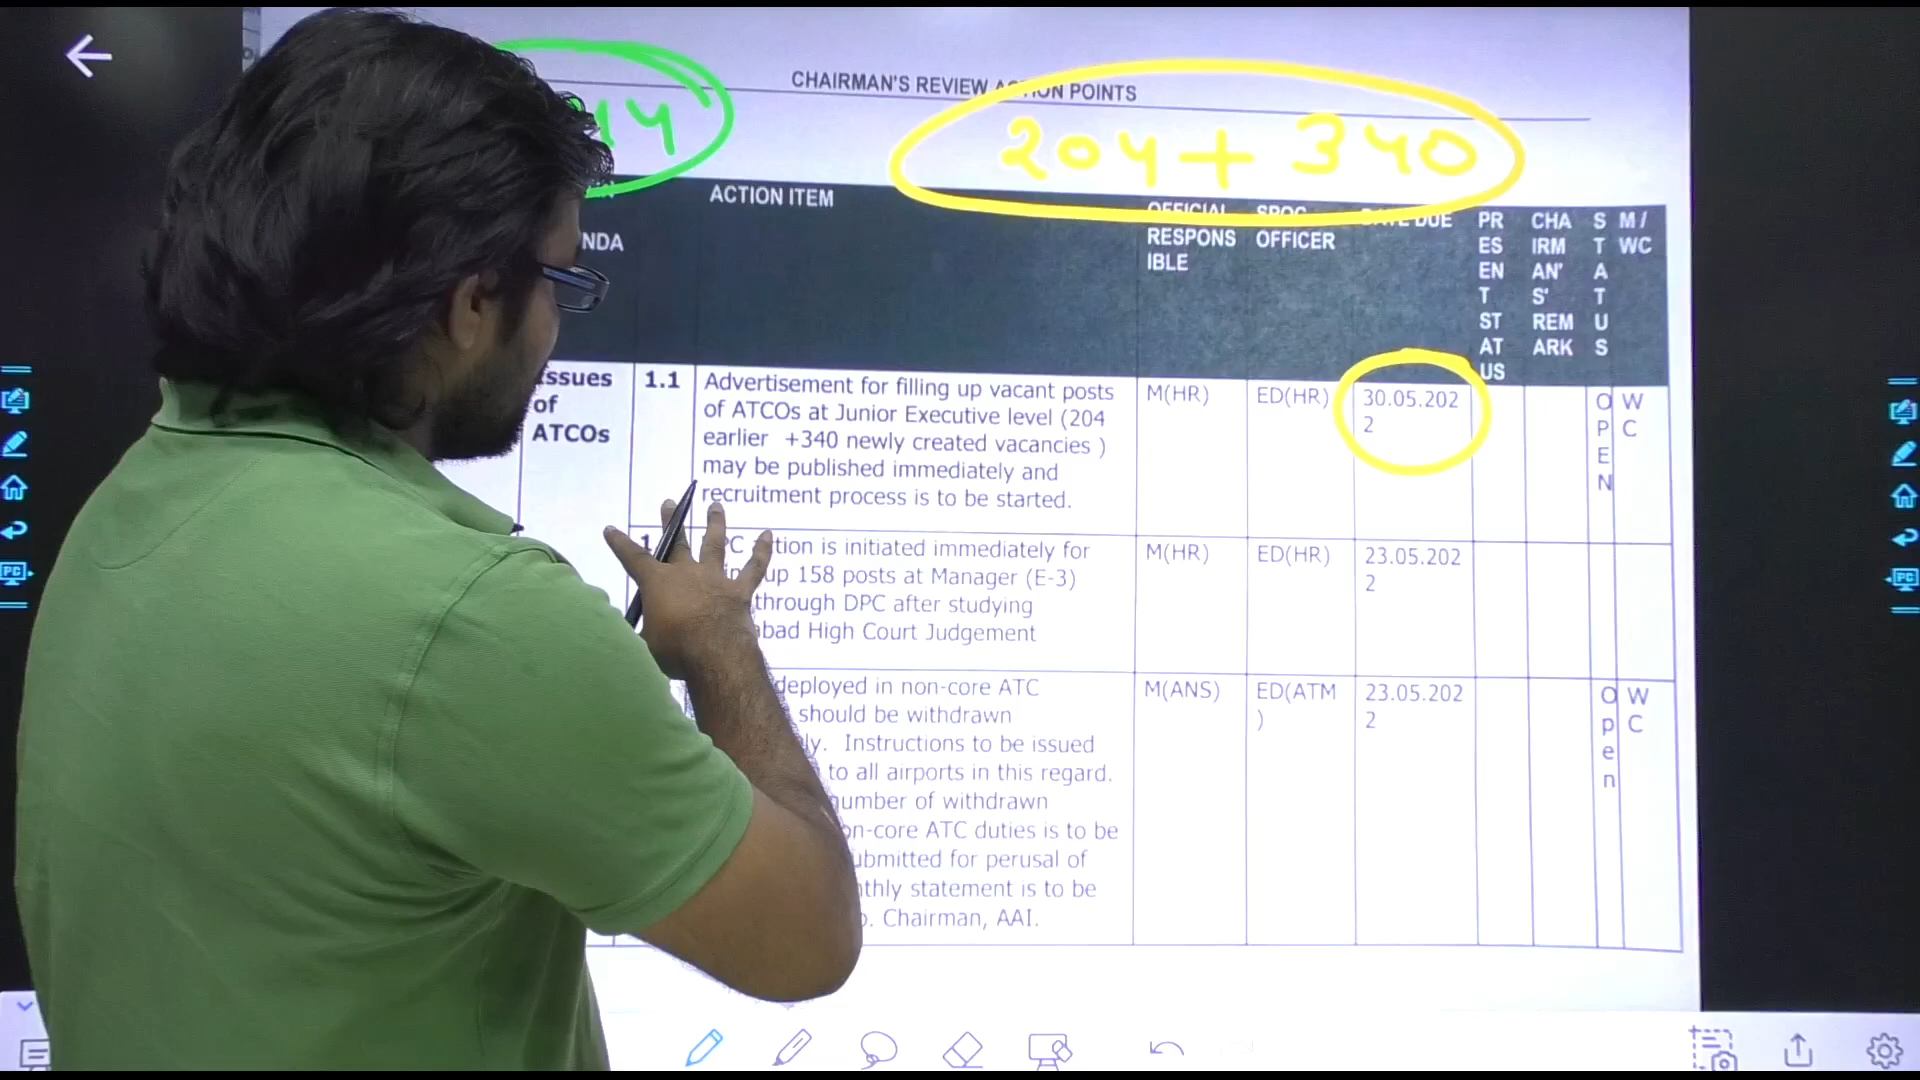 CHAIRMAN'S REVIEW ACTION POINTS
204 + 340
ACTION ITEM
OFFICIAL RESPONS IBLE
SPOC OFFICER
DATE DUE
PR ES EN T ST AT US
CHA IRM AN' S' REM ARK
S T A T U S
M / WC
Issues
of
ATCOs
1.1
Advertisement for filling up vacant posts
of ATCOs at Junior Executive level (204
earlier +340 newly created vacancies )
may be published immediately and
recruitment process is to be started.
M(HR)
ED(HR)
30.05.202
2
O P E N
W C
tion is initiated immediately for
up 158 posts at Manager (E-3)
through DPC after studying
abad High Court Judgement
M(HR)
ED(HR)
23.05.202
2
deployed in non-core ATC
should be withdrawn
ly. Instructions to be issued
to all airports in this regard.
number of withdrawn
on-core ATC duties is to be
ubmitted for perusal of
thly statement is to be
Chairman, AAI.
M(ANS)
ED(ATM
)
23.05.202
2
O p e n
W C